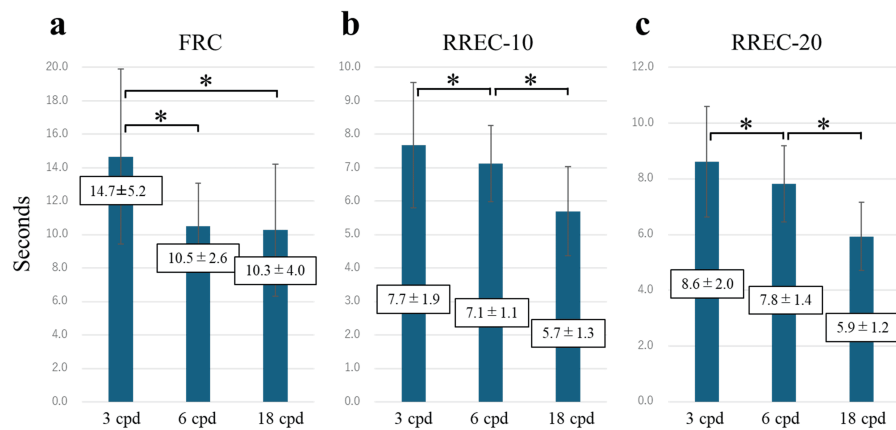 a
FRC
Seconds
20.0
18.0
16.0
14.0
12.0
10.0
8.0
6.0
4.0
2.0
0.0
*
*
14.7±5.2
10.5 ± 2.6
10.3 ± 4.0
3 cpd 6 cpd 18 cpd
b
RREC-10
10.0
9.0
8.0
7.0
6.0
5.0
4.0
3.0
2.0
1.0
0.0
* *
7.7 ± 1.9
7.1 ± 1.1
5.7 ± 1.3
3 cpd 6 cpd 18 cpd
c
RREC-20
12.0
10.0
8.0
6.0
4.0
2.0
0.0
* *
8.6 ± 2.0
7.8 ± 1.4
5.9 ± 1.2
3 cpd 6 cpd 18 cpd